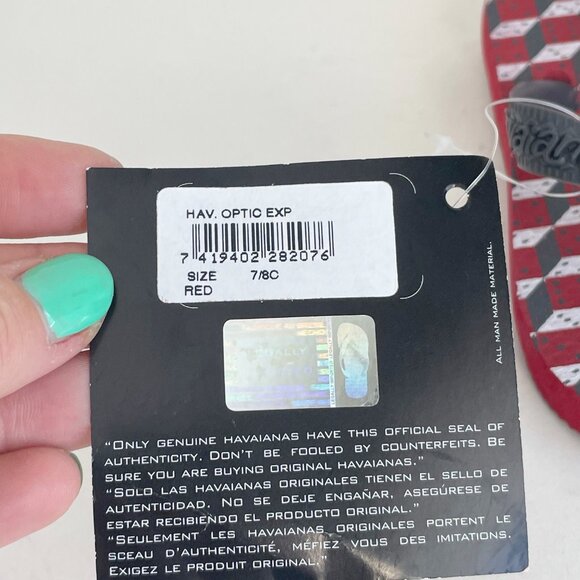 HAV. OPTIC EXP
7 419402 282076
SIZE 7/8C
RED
ALL MAN MADE MATERIAL.
"ONLY GENUINE HAVAIANAS HAVE THIS OFFICIAL SEAL OF
AUTHENTICITY. DON'T BE FOOLED BY COUNTERFEITS. BE
SURE YOU ARE BUYING ORIGINAL HAVAIANAS."
"SOLO LAS HAVAIANAS ORIGINALES TIENEN EL SELLO DE
AUTENTICIDAD. NO SE DEJE ENGAÑAR, ASEGÚRESE DE
ESTAR RECIBIENDO EL PRODUCTO ORIGINAL."
"SEULEMENT LES HAVAIANAS ORIGINALES PORTENT LE
SCEAU D'AUTHENTICITÉ, MÉFIEZ VOUS DES IMITATIONS.
EXIGEZ LE PRODUIT ORIGINAL."